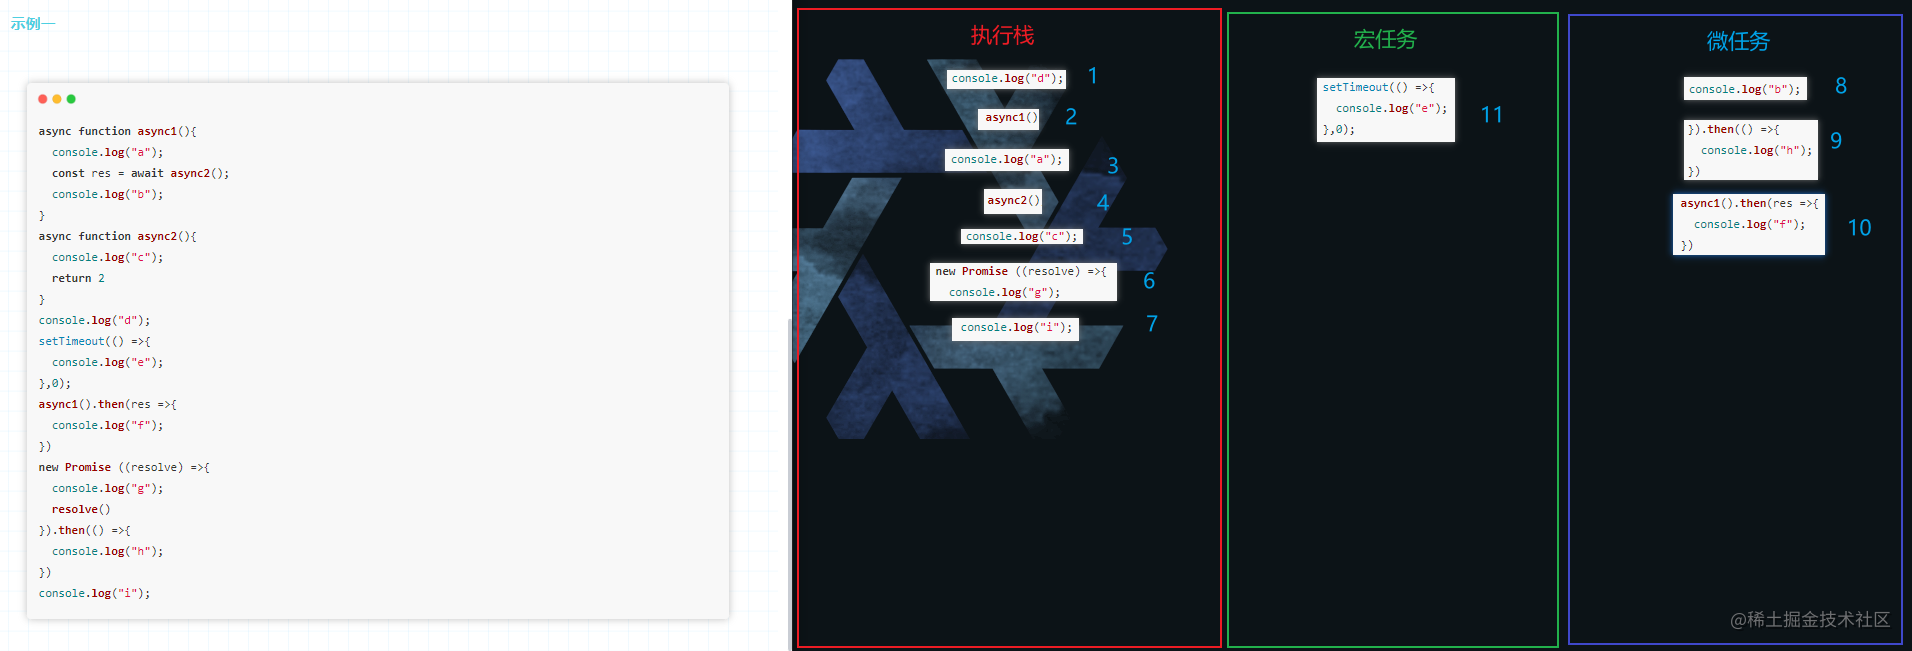 示例一
async function async1(){
  console.log("a");
  const res = await async2();
  console.log("b");
}
async function async2(){
  console.log("c");
  return 2
}
console.log("d");
setTimeout(() =>{
  console.log("e");
},0);
async1().then(res =>{
  console.log("f");
})
new Promise ((resolve) =>{
  console.log("g");
  resolve()
}).then(() =>{
  console.log("h");
})
console.log("i");
执行栈
console.log("d"); 1
async1() 2
console.log("a"); 3
async2() 4
console.log("c"); 5
new Promise ((resolve) =>{
  console.log("g"); 6
console.log("i"); 7
宏任务
setTimeout(() =>{
  console.log("e"); 11
},0);
微任务
console.log("b"); 8
}).then(() =>{
  console.log("h"); 9
})
async1().then(res =>{
  console.log("f"); 10
})
@稀土掘金技术社区